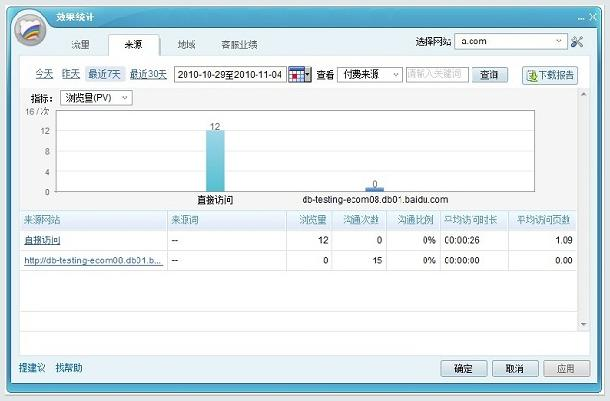 效果统计
流量 来源 地域 客服业绩 选择网站 a.com
今天 昨天 最近7天 最近30天 2010-10-29至2010-11-04 查看 付费来源 请输入关键词 查询 下载报告
指标： 浏览量(PV)
16 / 次
12
8
4
0
12
0
直接访问 db-testing-ecom08.db01.baidu.com
来源网站 来源词 浏览量 沟通次数 沟通比例 平均访问时长 平均访问页数
直接访问 -- 12 0 0% 00:00:26 1.09
http://db-testing-ecom08.db01.b... -- 0 15 0% 00:00:00 0.00
提建议 找帮助 确定 取消 应用